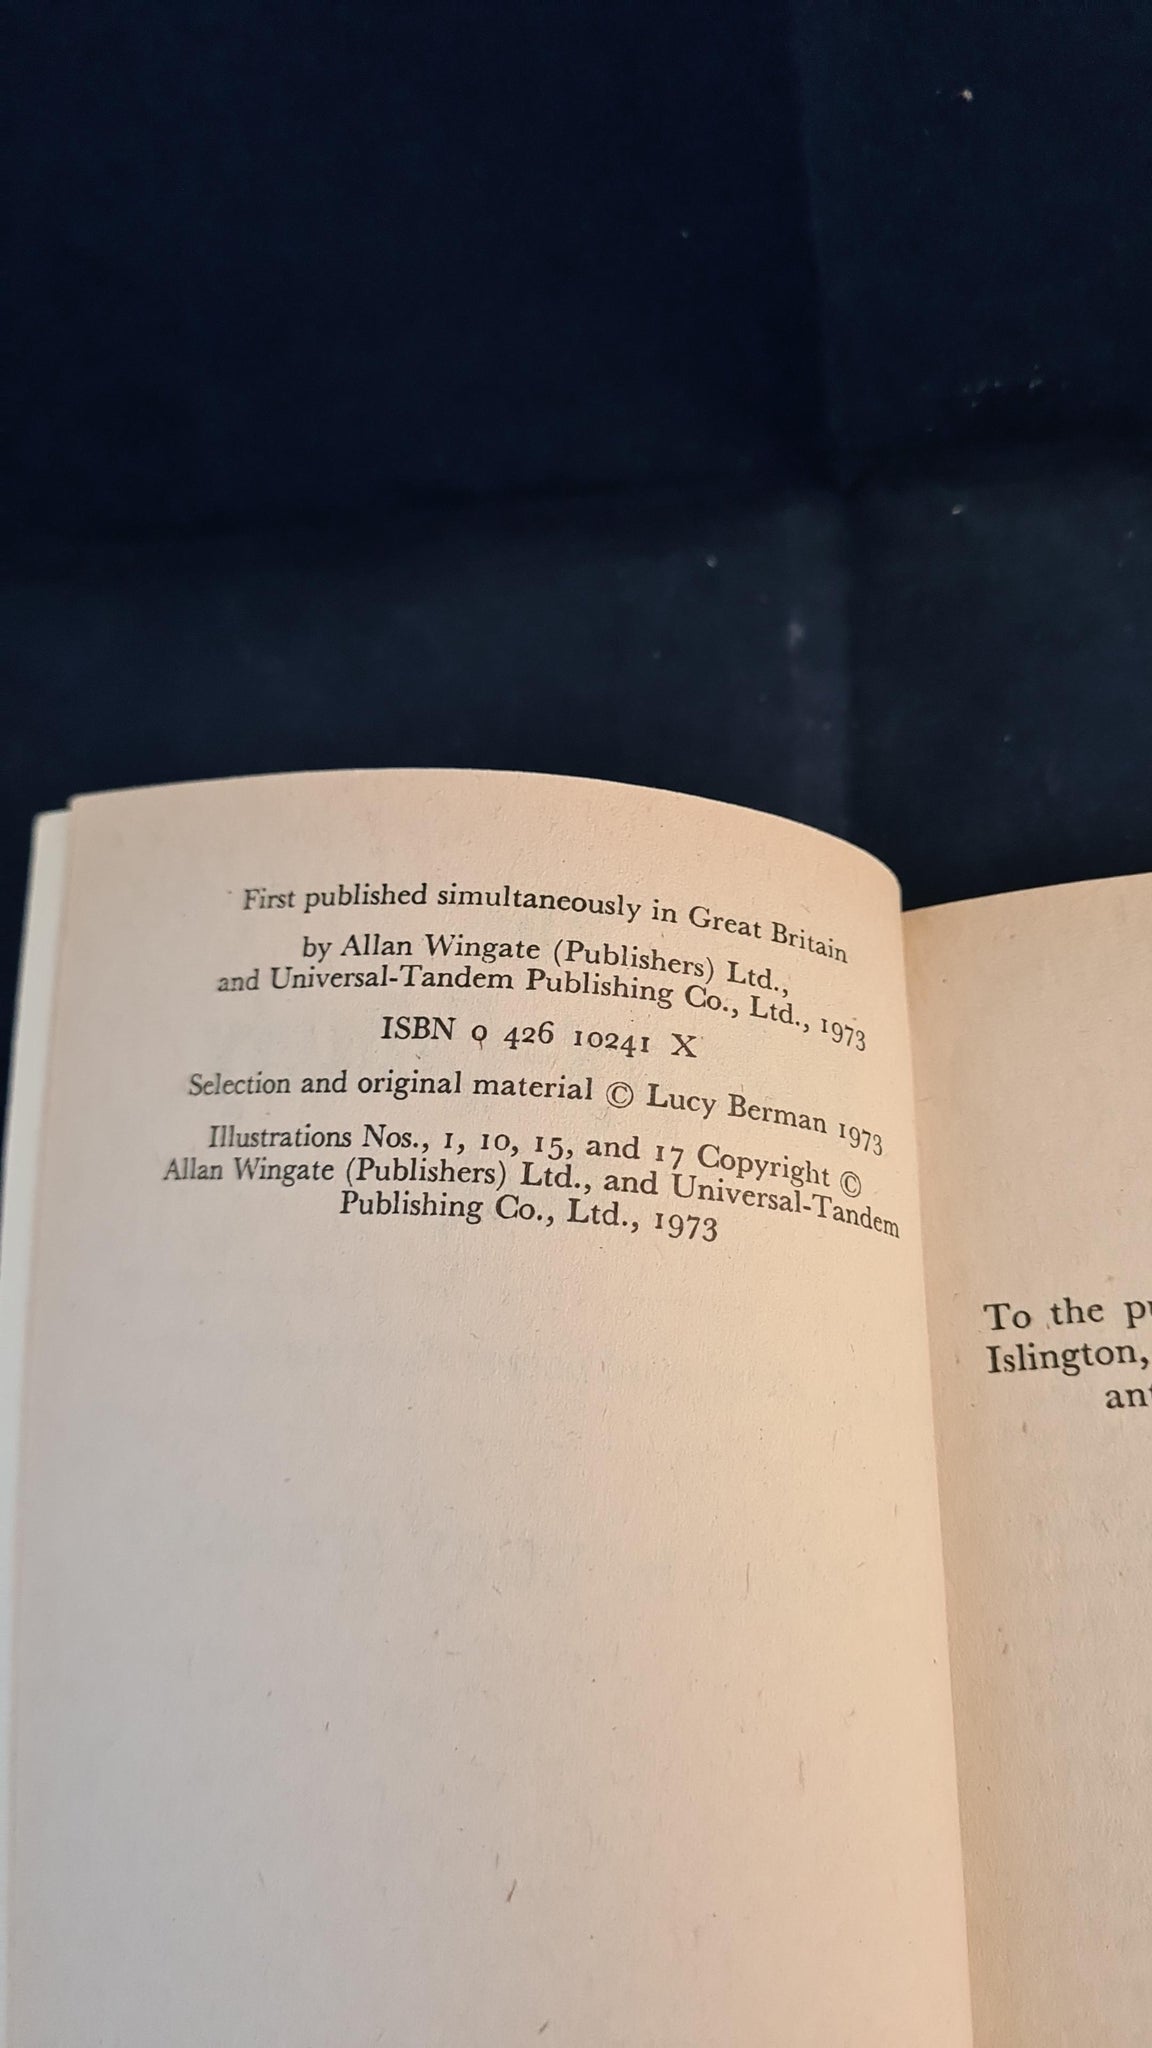 First published simultaneously in Great Britain
by Allan Wingate (Publishers) Ltd.,
and Universal-Tandem Publishing Co., Ltd., 1973
ISBN 0 426 10241 X
Selection and original material © Lucy Berman 1973
Illustrations Nos., 1, 10, 15, and 17 Copyright ©
Allan Wingate (Publishers) Ltd., and Universal-Tandem
Publishing Co., Ltd., 1973
To the
Islington,